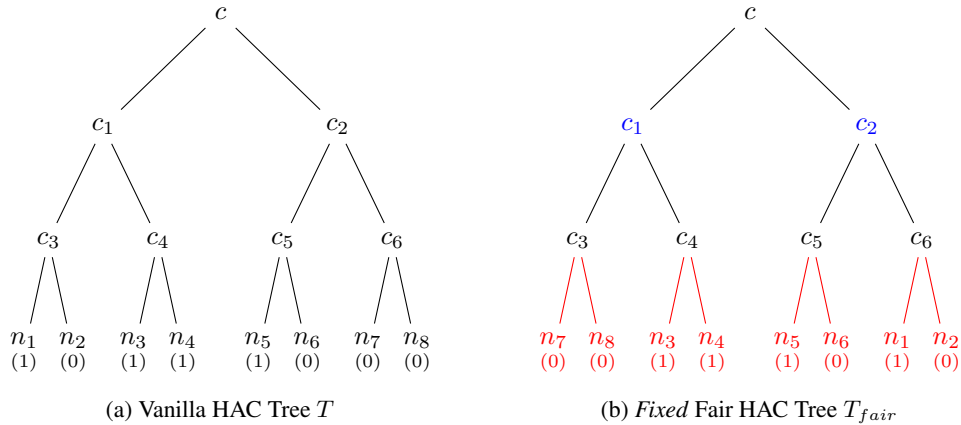 c c
c₁ c₂ c₁ c₂
c₃ c₄ c₅ c₆ c₃ c₄ c₅ c₆
n₁ n₂ n₃ n₄ n₅ n₆ n₇ n₈ n₇ n₈ n₃ n₄ n₅ n₆ n₁ n₂
(1) (0) (1) (1) (1) (0) (0) (0) (0) (0) (1) (1) (1) (0) (1) (0)
(a) Vanilla HAC Tree T (b) Fixed Fair HAC Tree T_{fair}